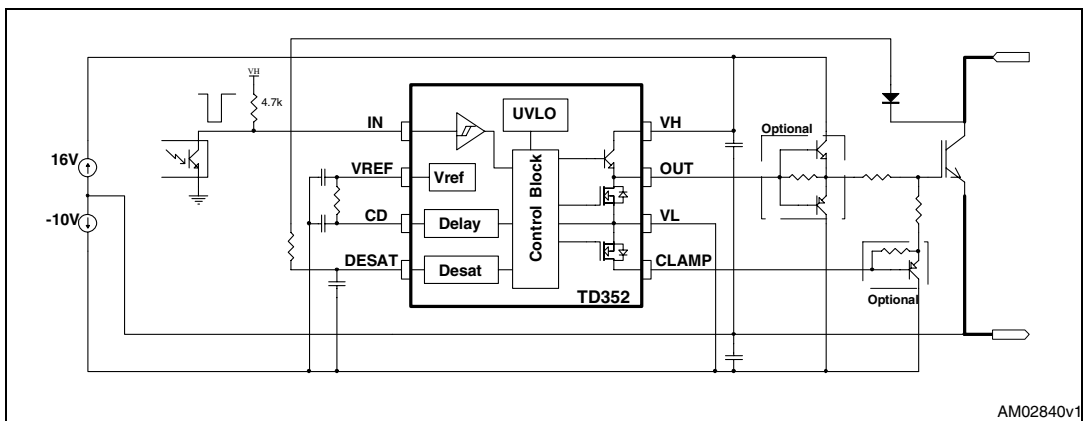 VH
4.7k
IN
UVLO
VH
Optional
16V
VREF
Vref
Control Block
OUT
-10V
CD
Delay
VL
DESAT
Desat
CLAMP
TD352
Optional
AM02840v1